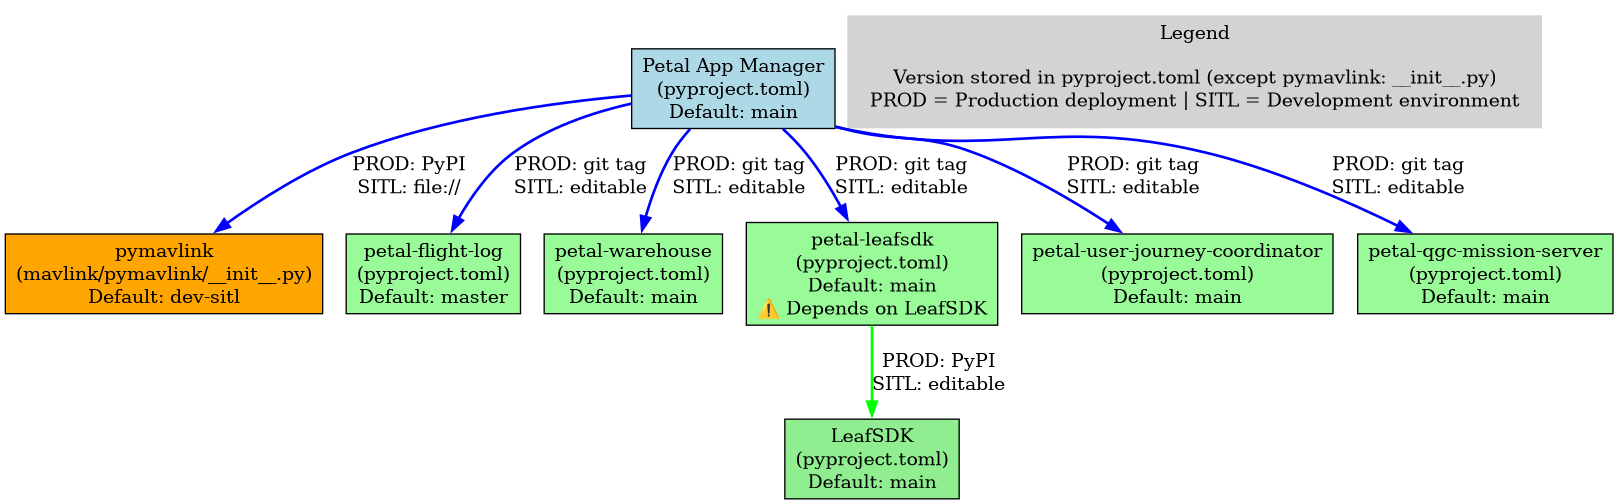 Legend
Version stored in pyproject.toml (except pymavlink: __init__.py)
PROD = Production deployment | SITL = Development environment
Petal App Manager
(pyproject.toml)
Default: main
PROD: PyPI
SITL: file://
PROD: git tag
SITL: editable
PROD: git tag
SITL: editable
PROD: git tag
SITL: editable
PROD: git tag
SITL: editable
PROD: git tag
SITL: editable
pymavlink
(mavlink/pymavlink/__init__.py)
Default: dev-sitl
petal-flight-log
(pyproject.toml)
Default: master
petal-warehouse
(pyproject.toml)
Default: main
petal-leafsdk
(pyproject.toml)
Default: main
⚠️ Depends on LeafSDK
petal-user-journey-coordinator
(pyproject.toml)
Default: main
petal-qgc-mission-server
(pyproject.toml)
Default: main
PROD: PyPI
SITL: editable
LeafSDK
(pyproject.toml)
Default: main